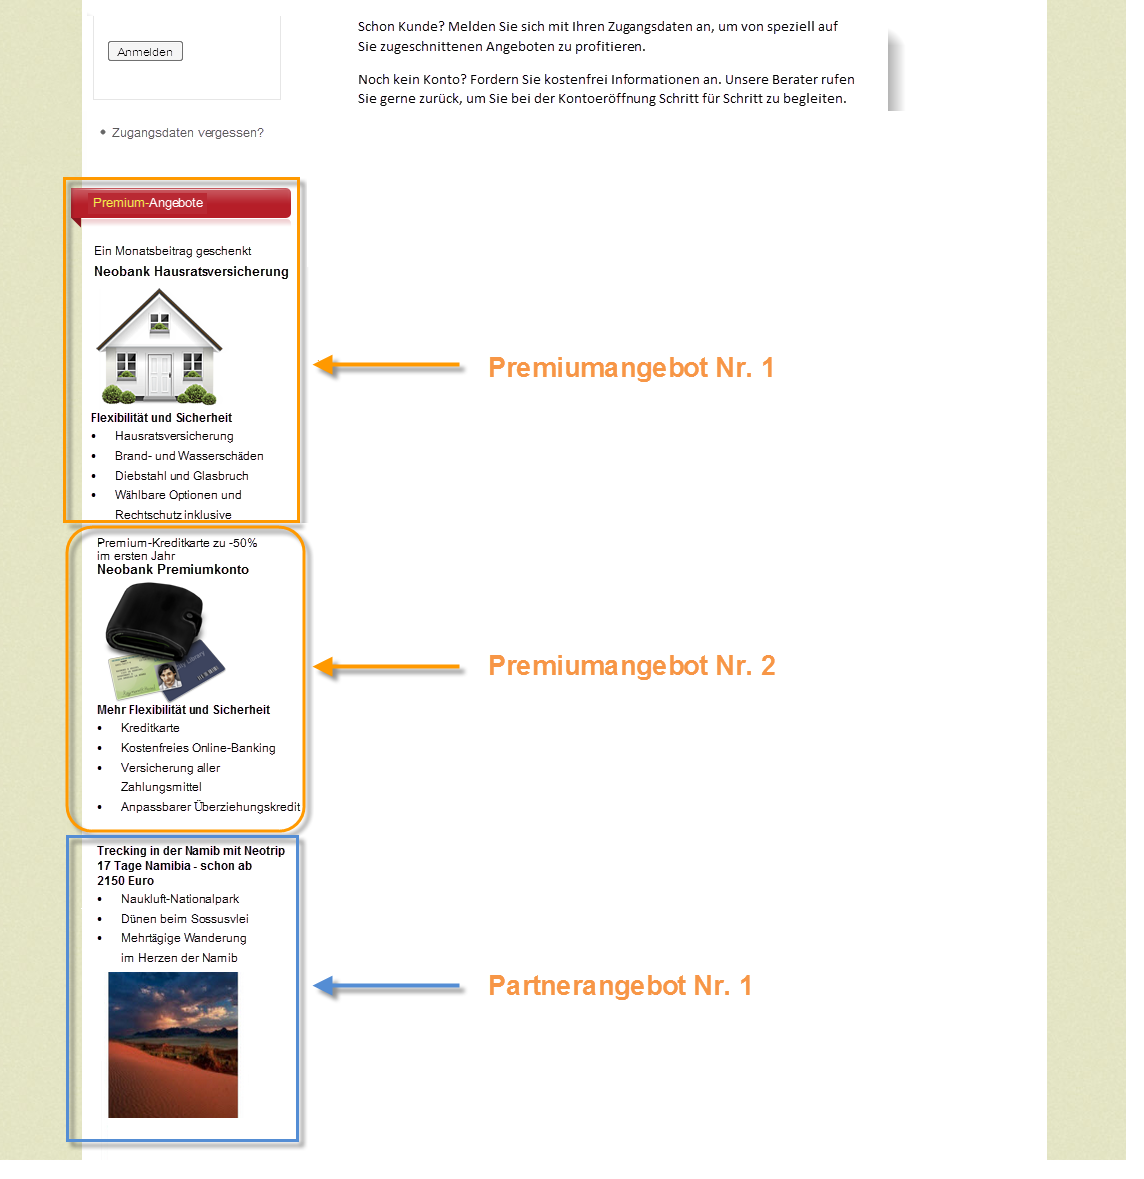 Anmelden
Zugangsdaten vergessen?
Schon Kunde? Melden Sie sich mit Ihren Zugangsdaten an, um von speziell auf
Sie zugeschnittenen Angeboten zu profitieren.
Noch kein Konto? Fordern Sie kostenfrei Informationen an. Unsere Berater rufen
Sie gerne zurück, um Sie bei der Kontoeröffnung Schritt für Schritt zu begleiten.
Premium-Angebote
Ein Monatsbeitrag geschenkt
Neobank Hausratsversicherung
Flexibilität und Sicherheit
• Hausratsversicherung
• Brand- und Wasserschäden
• Diebstahl und Glasbruch
• Wählbare Optionen und
Rechtschutz inklusive
Premiumangebot Nr. 1
Premium-Kreditkarte zu -50%
im ersten Jahr
Neobank Premiumkonto
City Library
Mehr Flexibilität und Sicherheit
• Kreditkarte
• Kostenfreies Online-Banking
• Versicherung aller
Zahlungsmittel
• Anpassbarer Überziehungskredit
Premiumangebot Nr. 2
Trecking in der Namib mit Neotrip
17 Tage Namibia - schon ab
2150 Euro
• Naukluft-Nationalpark
• Dünen beim Sossusvlei
• Mehrtägige Wanderung
im Herzen der Namib
Partnerangebot Nr. 1